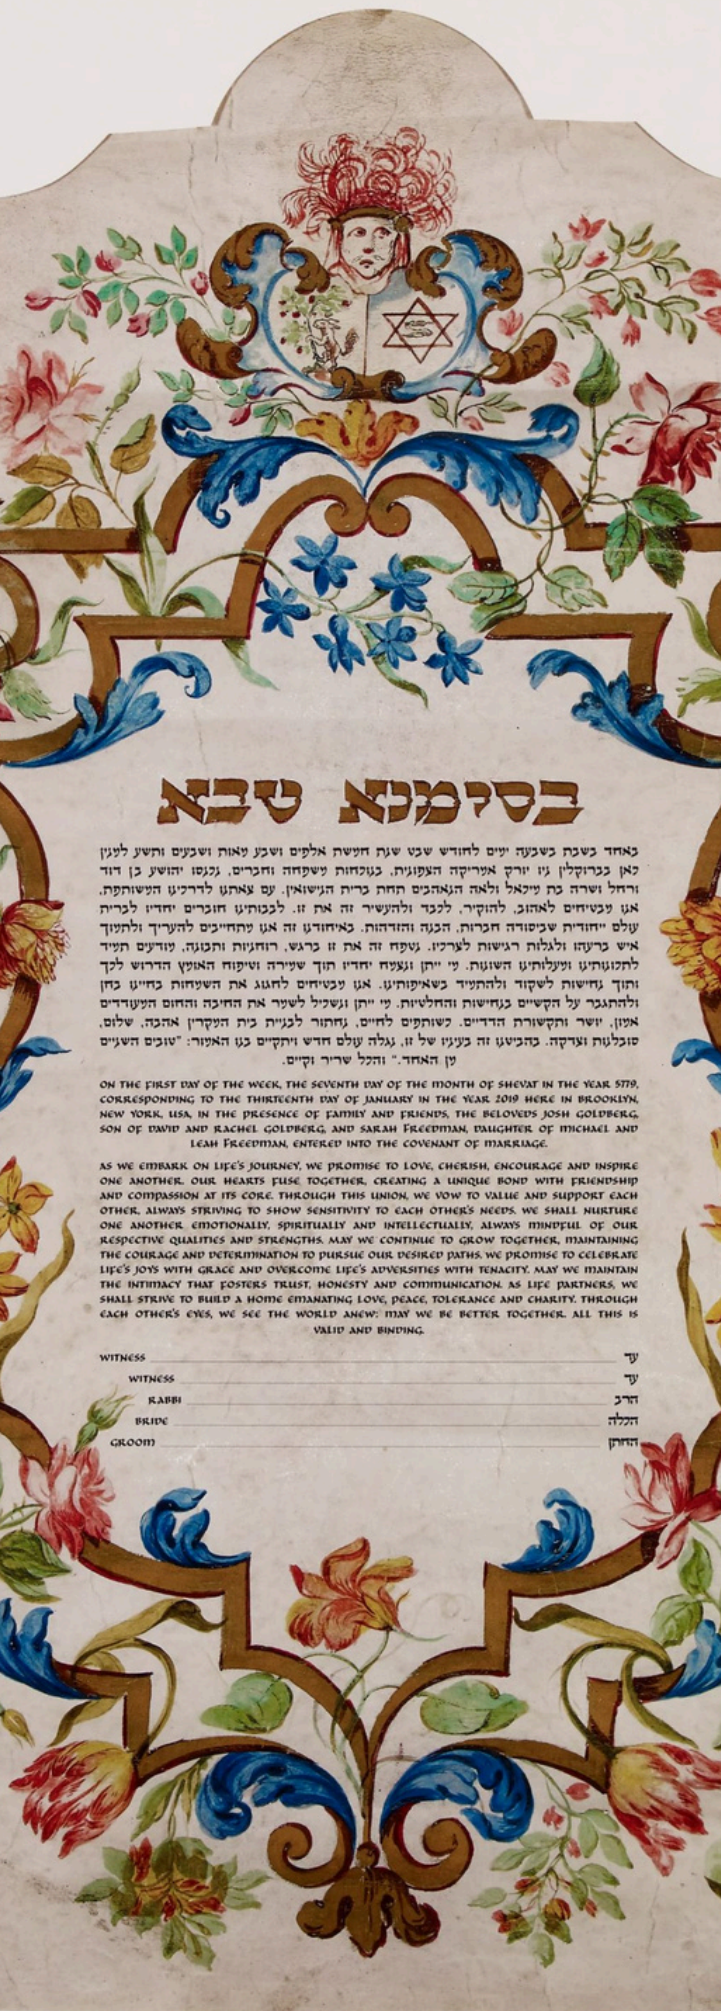 בסימנא טבא
באחד בשבת בשבעה ימים לחודש שבט שנת חמשת אלפים ושבע מאות ושבעים ותשע למנין
כאן בברוקלין ניו יורק אמריקה הצפונית, בנוכחות משפחה וחברים, נכנסו יהושע בן דוד
ורחל ושרה בת מיכאל ולאה הנאהבים תחת ברית הנישואין. עם צאתנו לדרכינו המשותפת,
אנו מבטיחים לאהוב, להוקיר, לכבד ולהעשיר זה את זו. לבבותינו חוברים יחדיו לברית
עולם ייחודית שביסודה חברות, הבנה והזדהות. באיחודנו זה אנו מתחייבים להעריך ולתמוך
איש ברעהו ולגלות רגישות לצרכיו. נטפח זה את זו ברגש, רוחניות ותבונה, מודעים תמיד
לתכונותינו ומעלותינו השונות. מי ייתן ונצמח יחדיו תוך שמירה וטיפוח האומץ הדרוש לכך
ותוך נחישות לשקוד ולהתמיד בשאיפותינו. אנו מבטיחים לחגוג את השמחות בחיינו בחן
ולהתגבר על הקשיים בנחישות והחלטיות. מי ייתן ונשכיל לשמר את החיבה והחום המעודדים
אמון, יושר ותקשורת הדדיים. כשותפים לחיים, נחתור לבניית בית המקרין אהבה, שלום,
סובלנות וצדקה. בהביטנו זה בעיניו של זו, נגלה עולם חדש ויתקיים בנו האמור: "טובים השניים
מן האחד." והכל שריר וקיים.
ON THE FIRST DAY OF THE WEEK, THE SEVENTH DAY OF THE MONTH OF SHEVAT IN THE YEAR 5779,
CORRESPONDING TO THE THIRTEENTH DAY OF JANUARY IN THE YEAR 2019 HERE IN BROOKLYN,
NEW YORK, USA, IN THE PRESENCE OF FAMILY AND FRIENDS, THE BELOVEDS JOSH GOLDBERG,
SON OF DAVID AND RACHEL GOLDBERG, AND SARAH FREEDMAN, DAUGHTER OF MICHAEL AND
LEAH FREEDMAN, ENTERED INTO THE COVENANT OF MARRIAGE.
AS WE EMBARK ON LIFE'S JOURNEY, WE PROMISE TO LOVE, CHERISH, ENCOURAGE AND INSPIRE
ONE ANOTHER. OUR HEARTS FUSE TOGETHER, CREATING A UNIQUE BOND WITH FRIENDSHIP
AND COMPASSION AT ITS CORE. THROUGH THIS UNION, WE VOW TO VALUE AND SUPPORT EACH
OTHER, ALWAYS STRIVING TO SHOW SENSITIVITY TO EACH OTHER'S NEEDS. WE SHALL NURTURE
ONE ANOTHER EMOTIONALLY, SPIRITUALLY AND INTELLECTUALLY, ALWAYS MINDFUL OF OUR
RESPECTIVE QUALITIES AND STRENGTHS. MAY WE CONTINUE TO GROW TOGETHER, MAINTAINING
THE COURAGE AND DETERMINATION TO PURSUE OUR DESIRED PATHS. WE PROMISE TO CELEBRATE
LIFE'S JOYS WITH GRACE AND OVERCOME LIFE'S ADVERSITIES WITH TENACITY. MAY WE MAINTAIN
THE INTIMACY THAT FOSTERS TRUST, HONESTY AND COMMUNICATION. AS LIFE PARTNERS, WE
SHALL STRIVE TO BUILD A HOME EMANATING LOVE, PEACE, TOLERANCE AND CHARITY. THROUGH
EACH OTHER'S EYES, WE SEE THE WORLD ANEW: MAY WE BE BETTER TOGETHER. ALL THIS IS
VALID AND BINDING.
WITNESS עד
WITNESS עד
RABBI הרב
BRIDE הכלה
GROOM החתן